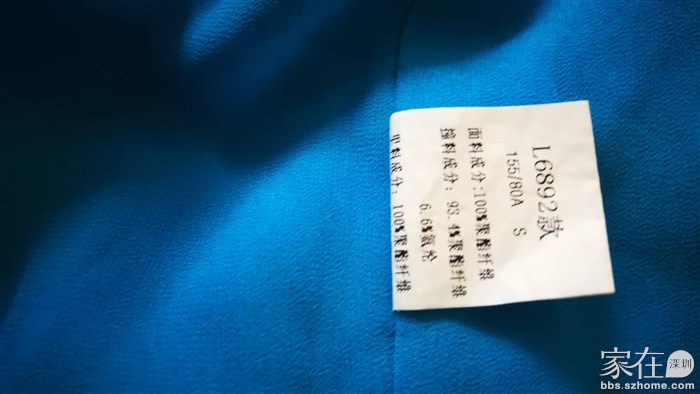 L6892款
155/80A S
面料成分:100%聚酯纤维
撞料成分: 93.4%聚酯纤维
6.6%氨纶
里料成分: 100%聚酯纤维
家在深圳
bbs.szhome.com